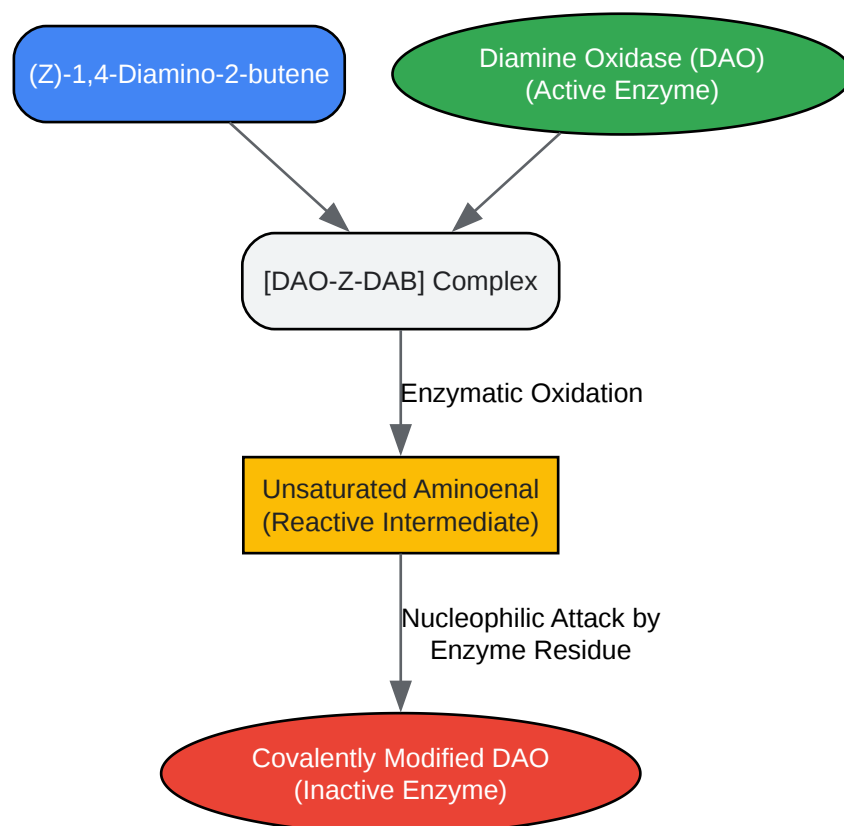 (Z)-1,4-Diamino-2-butene
Diamine Oxidase (DAO)
(Active Enzyme)
[DAO-Z-DAB] Complex
Enzymatic Oxidation
Unsaturated Aminoenal
(Reactive Intermediate)
Nucleophilic Attack by
Enzyme Residue
Covalently Modified DAO
(Inactive Enzyme)